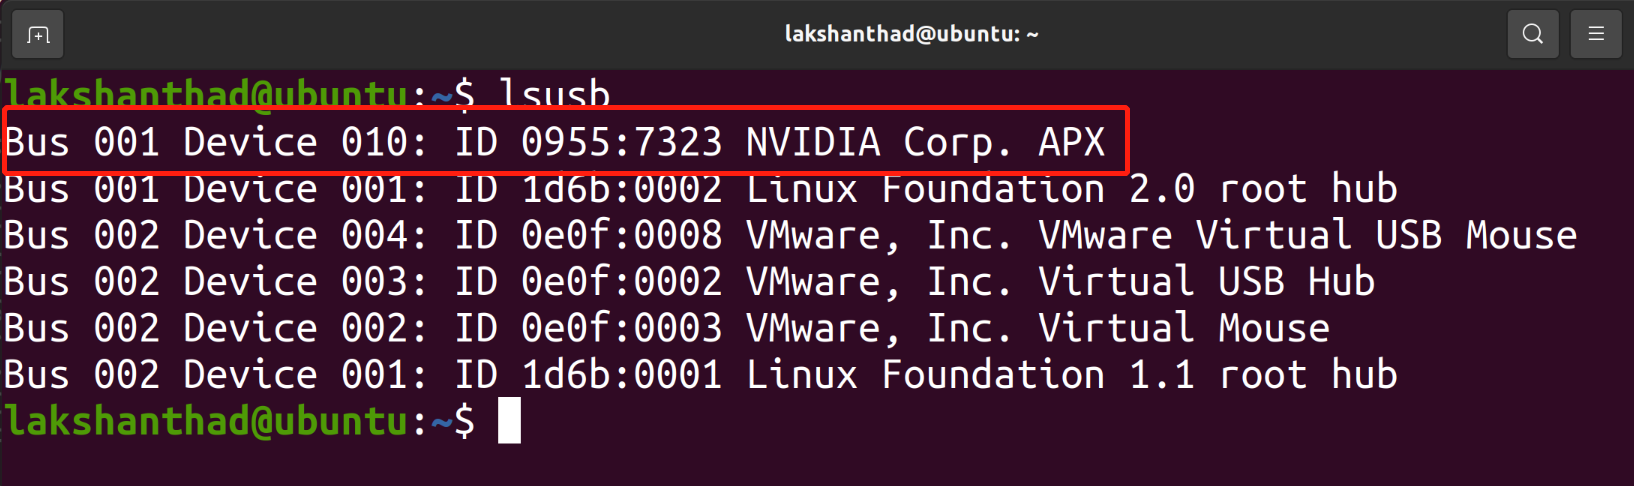 lakshanthad@ubuntu: ~
lakshanthad@ubuntu:~$ lsusb
Bus 001 Device 010: ID 0955:7323 NVIDIA Corp. APX
Bus 001 Device 001: ID 1d6b:0002 Linux Foundation 2.0 root hub
Bus 002 Device 004: ID 0e0f:0008 VMware, Inc. VMware Virtual USB Mouse
Bus 002 Device 003: ID 0e0f:0002 VMware, Inc. Virtual USB Hub
Bus 002 Device 002: ID 0e0f:0003 VMware, Inc. Virtual Mouse
Bus 002 Device 001: ID 1d6b:0001 Linux Foundation 1.1 root hub
lakshanthad@ubuntu:~$